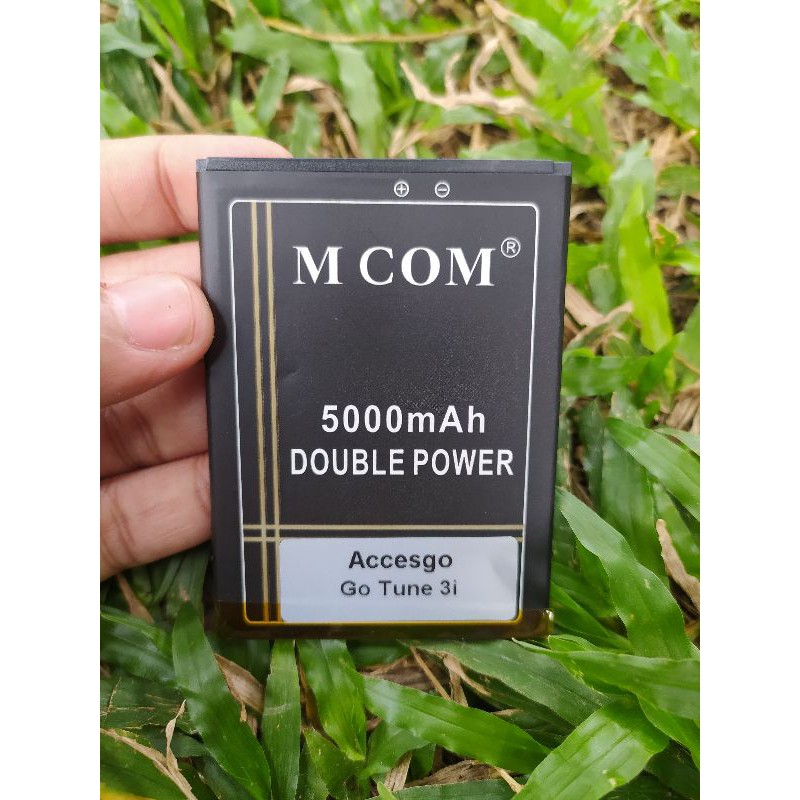 ⊕ ⊖
M COM®
5000mAh
DOUBLE POWER
Accesgo
Go Tune 3i